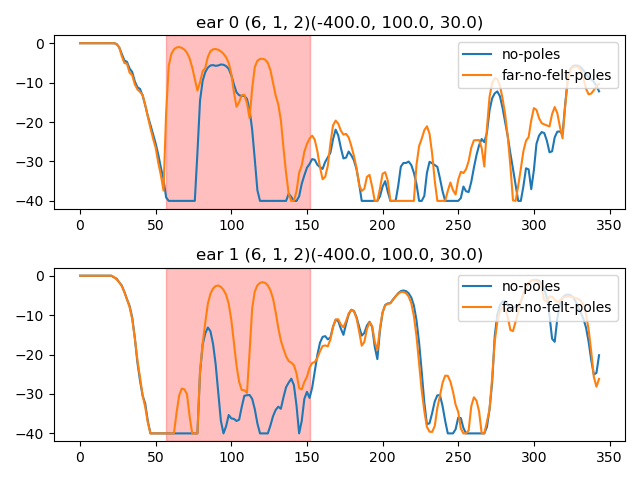 ear 0 (6, 1, 2)(-400.0, 100.0, 30.0)
0
−10
−20
−30
−40
no-poles
far-no-felt-poles
0 50 100 150 200 250 300 350
ear 1 (6, 1, 2)(-400.0, 100.0, 30.0)
0
−10
−20
−30
−40
no-poles
far-no-felt-poles
0 50 100 150 200 250 300 350